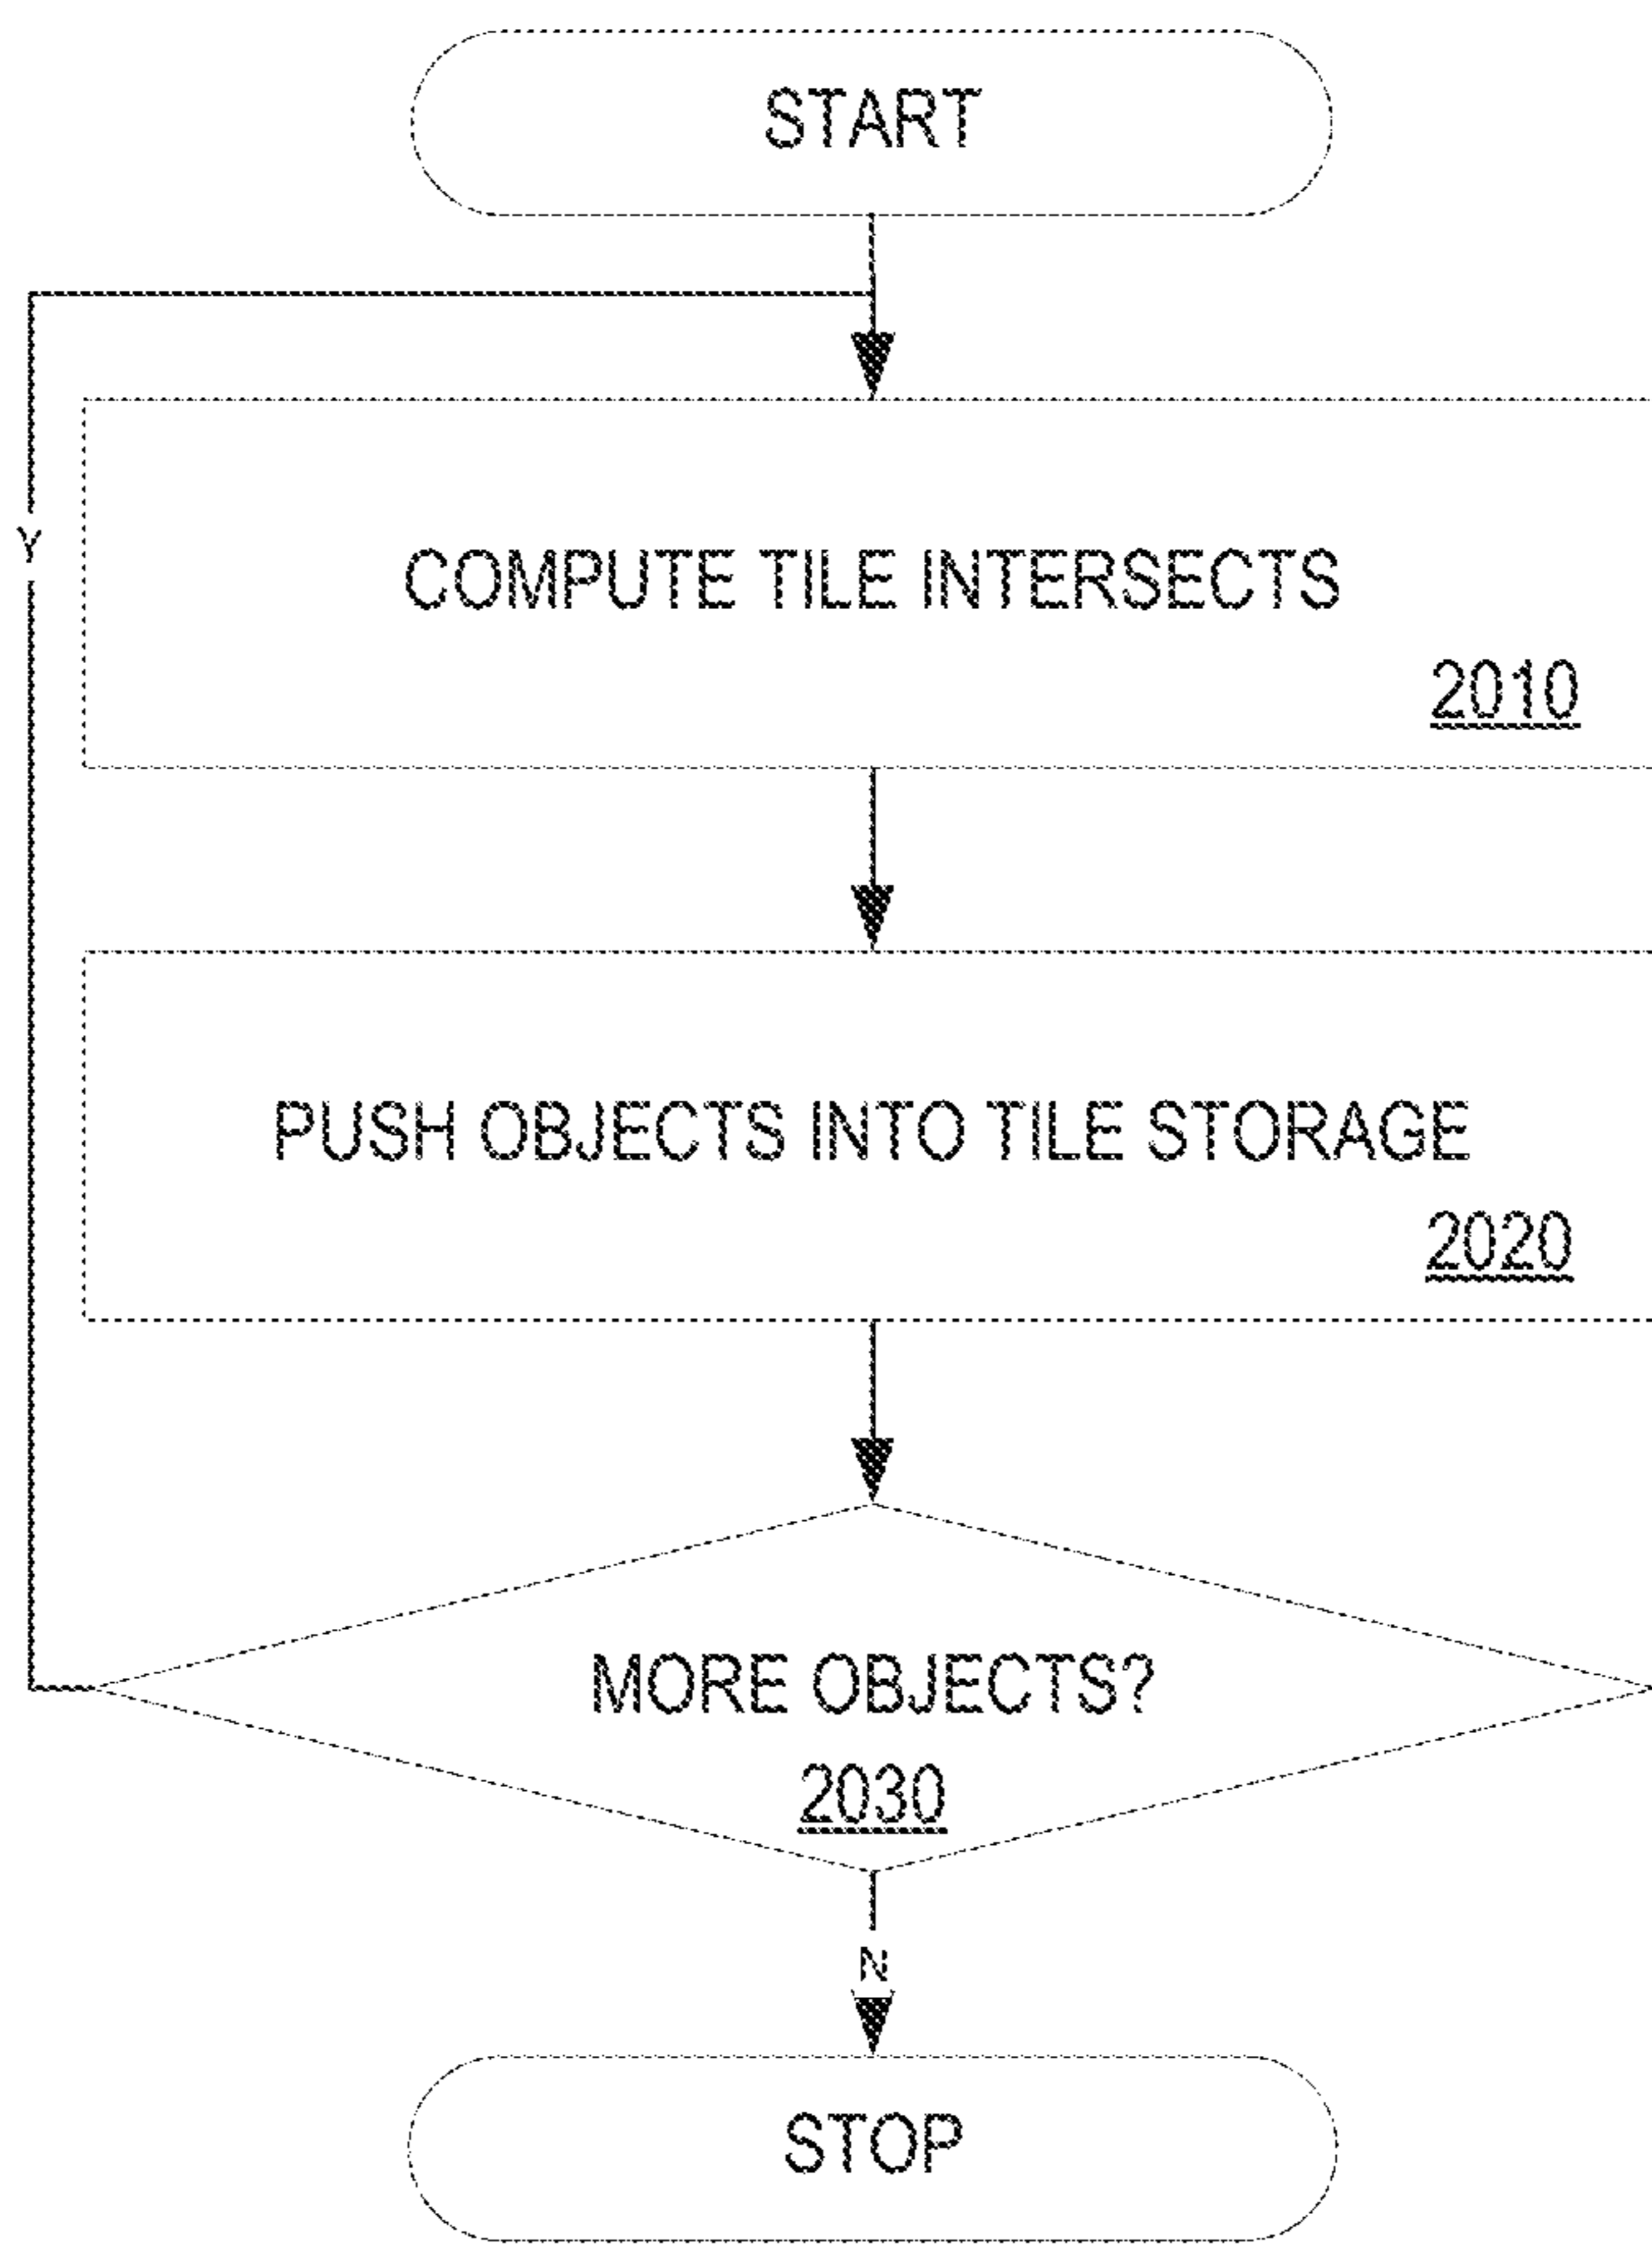 START
Y
COMPUTE TILE INTERSECTS
2010
PUSH OBJECTS INTO TILE STORAGE
2020
MORE OBJECTS?
2030
N
STOP